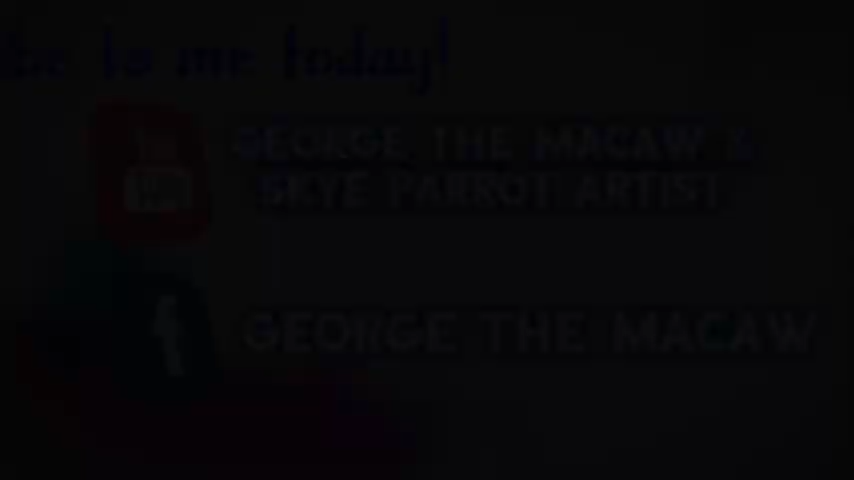 to me today!
GEORGE THE MACAW &
SKYE PARROT ARTIST
GEORGE THE MACAW